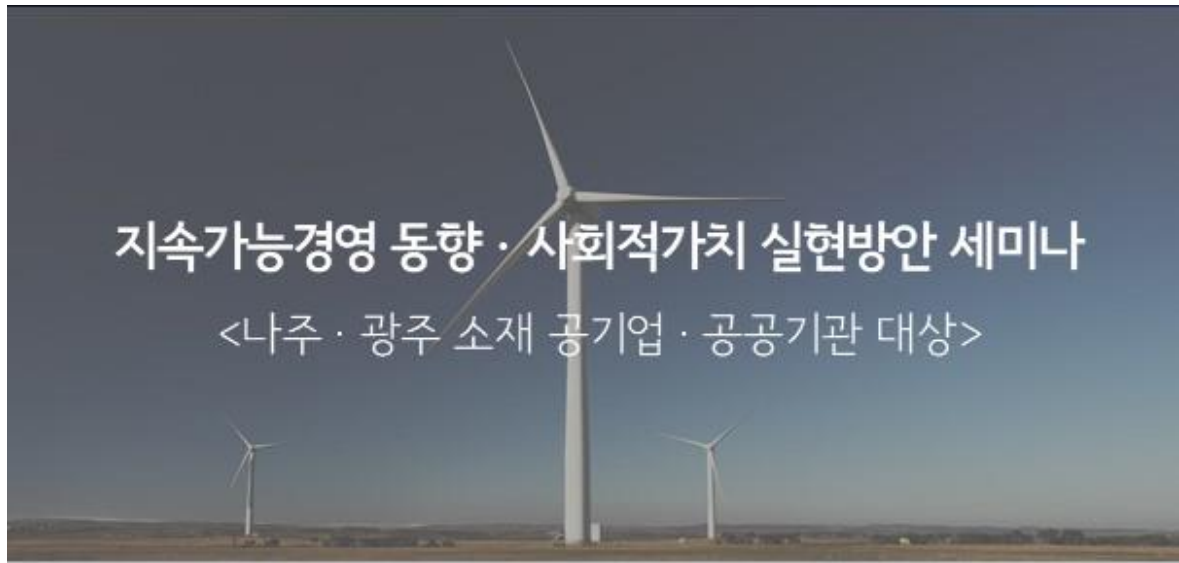 지속가능경영 동향 · 사회적가치 실현방안 세미나
<나주 · 광주 소재 공기업 · 공공기관 대상>